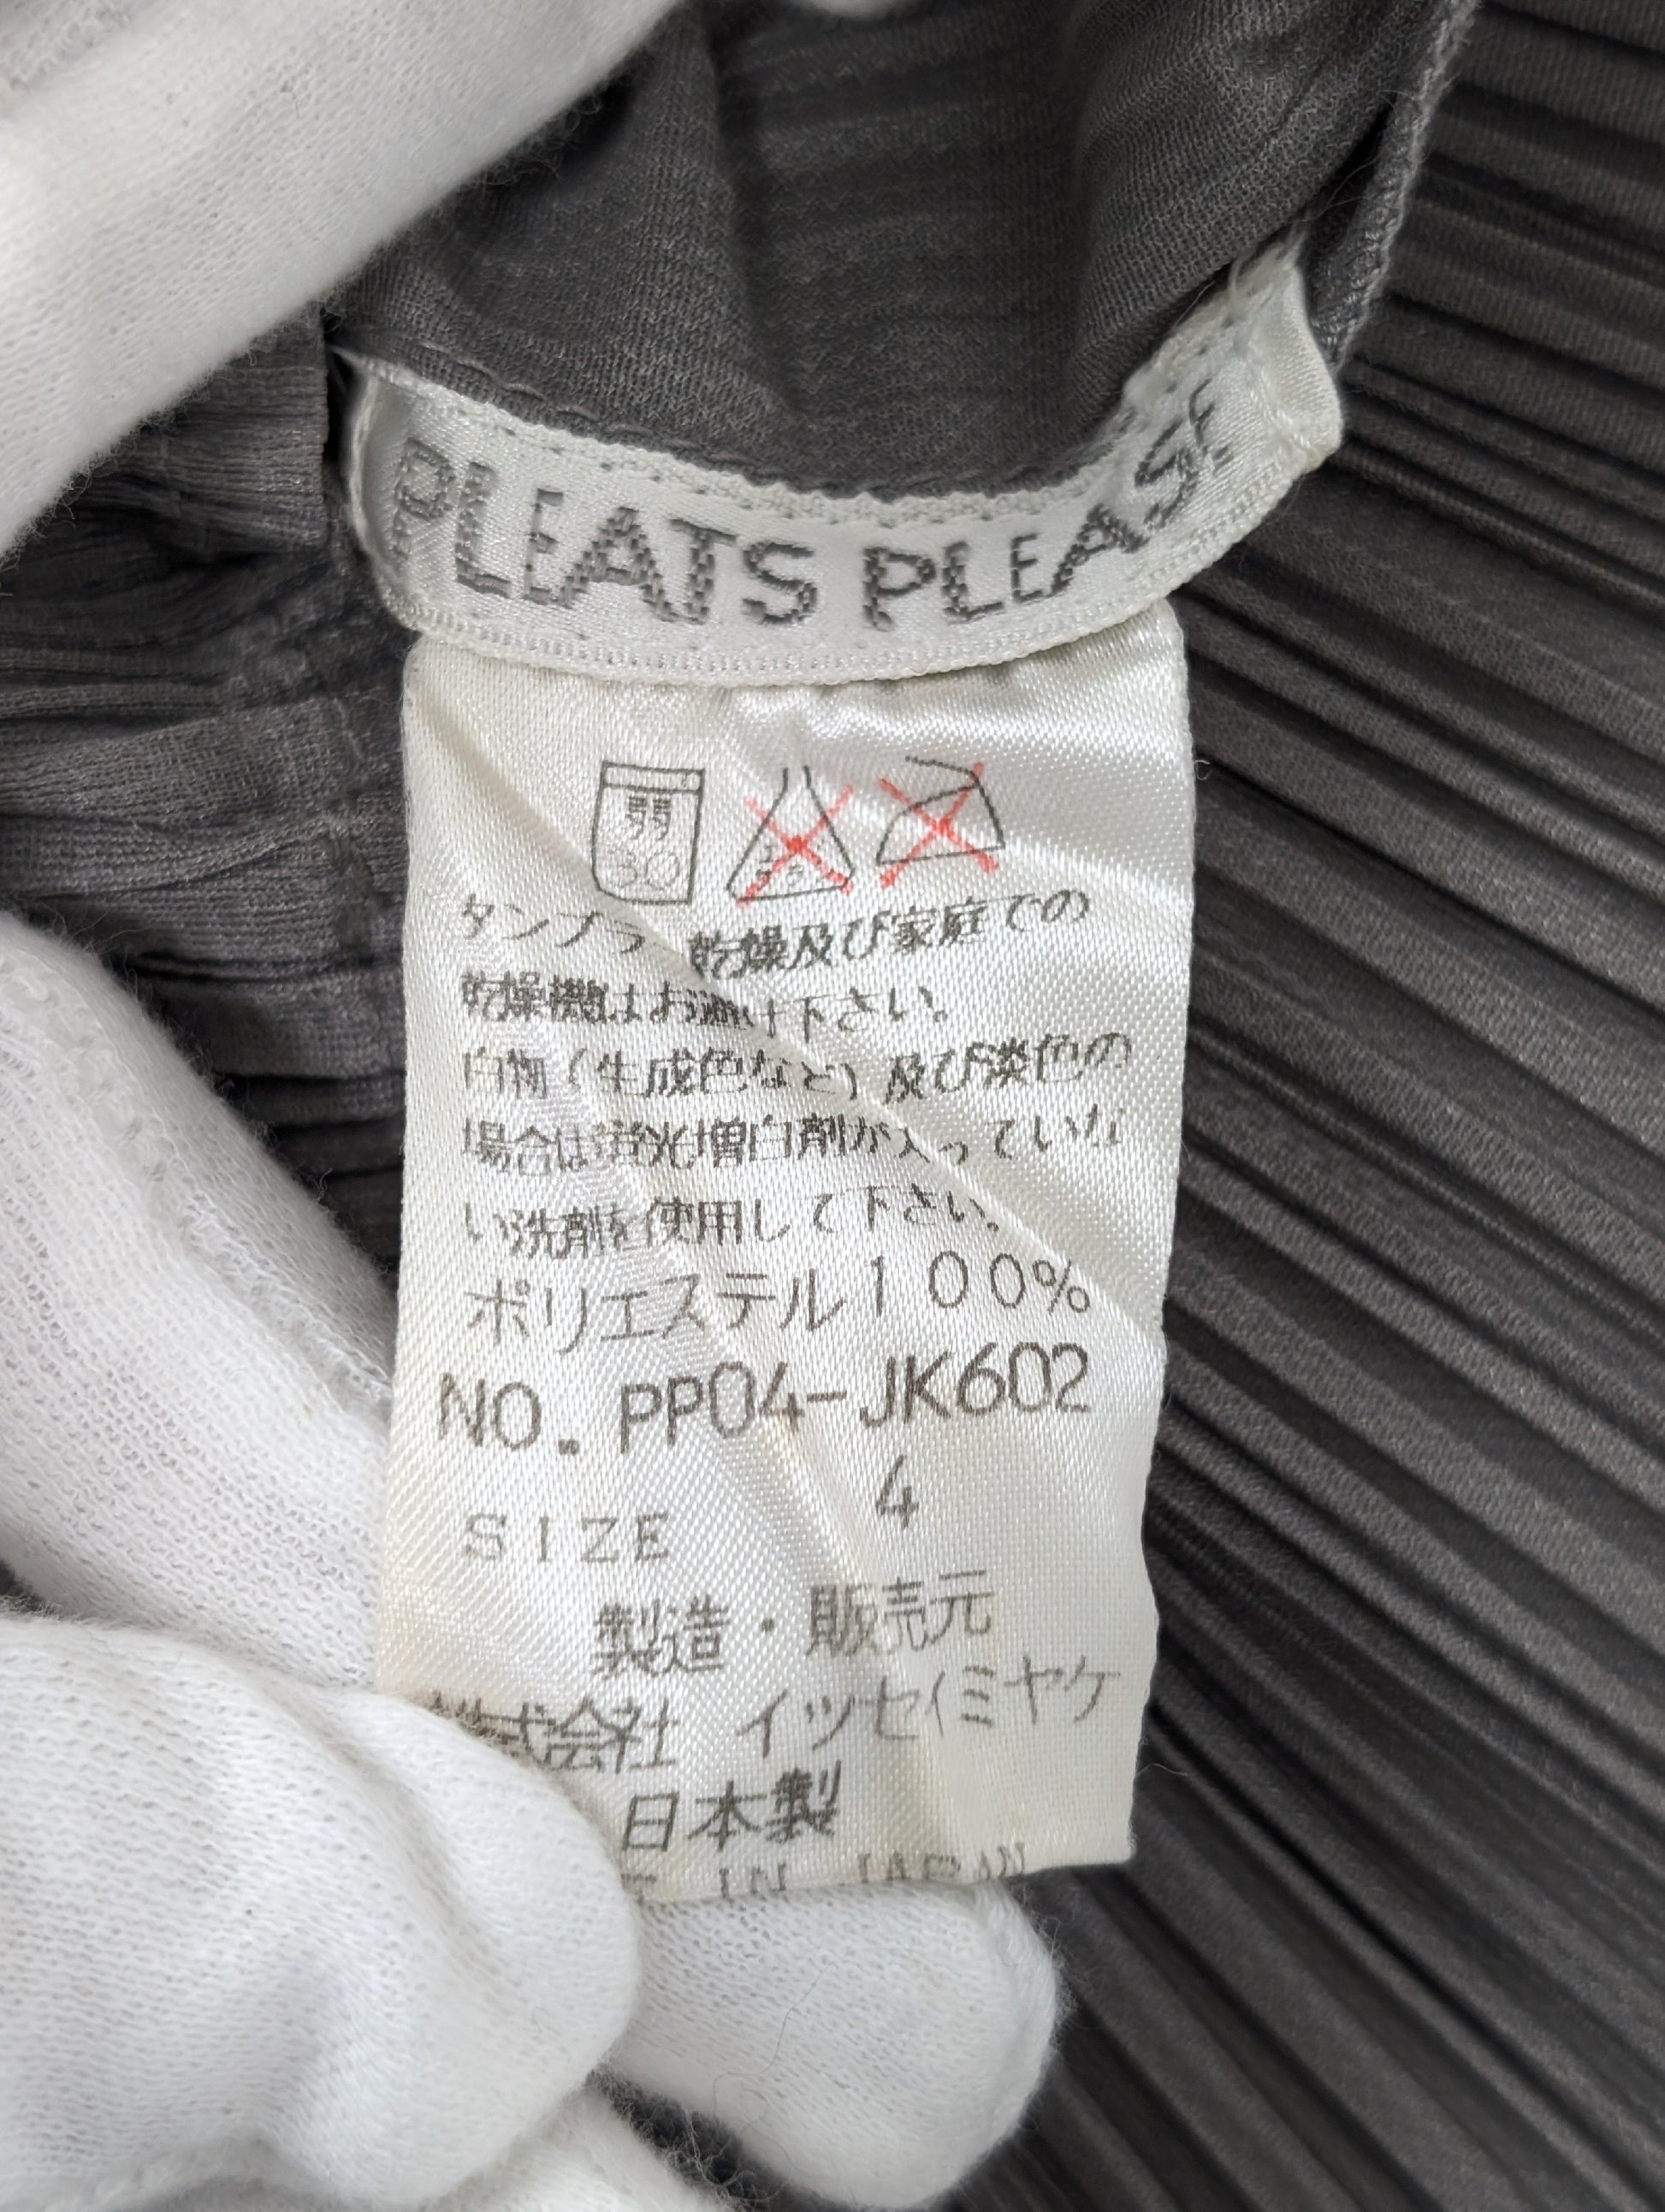 PLEATS PLEASE
弱
30
タンブラー乾燥及び家庭での
乾燥機はお避け下さい。
白物(生成色など)及び淡色の
場合は蛍光増白剤が入っていな
い洗剤を使用して下さい。
ポリエステル100%
NO. PP04-JK602
SIZE 4
製造・販売元
株式会社 イッセイミヤケ
日本製
IN JAPAN